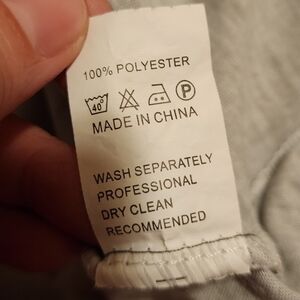 100% POLYESTER
40° P
MADE IN CHINA
WASH SEPARATELY
PROFESSIONAL
DRY CLEAN
RECOMMENDED